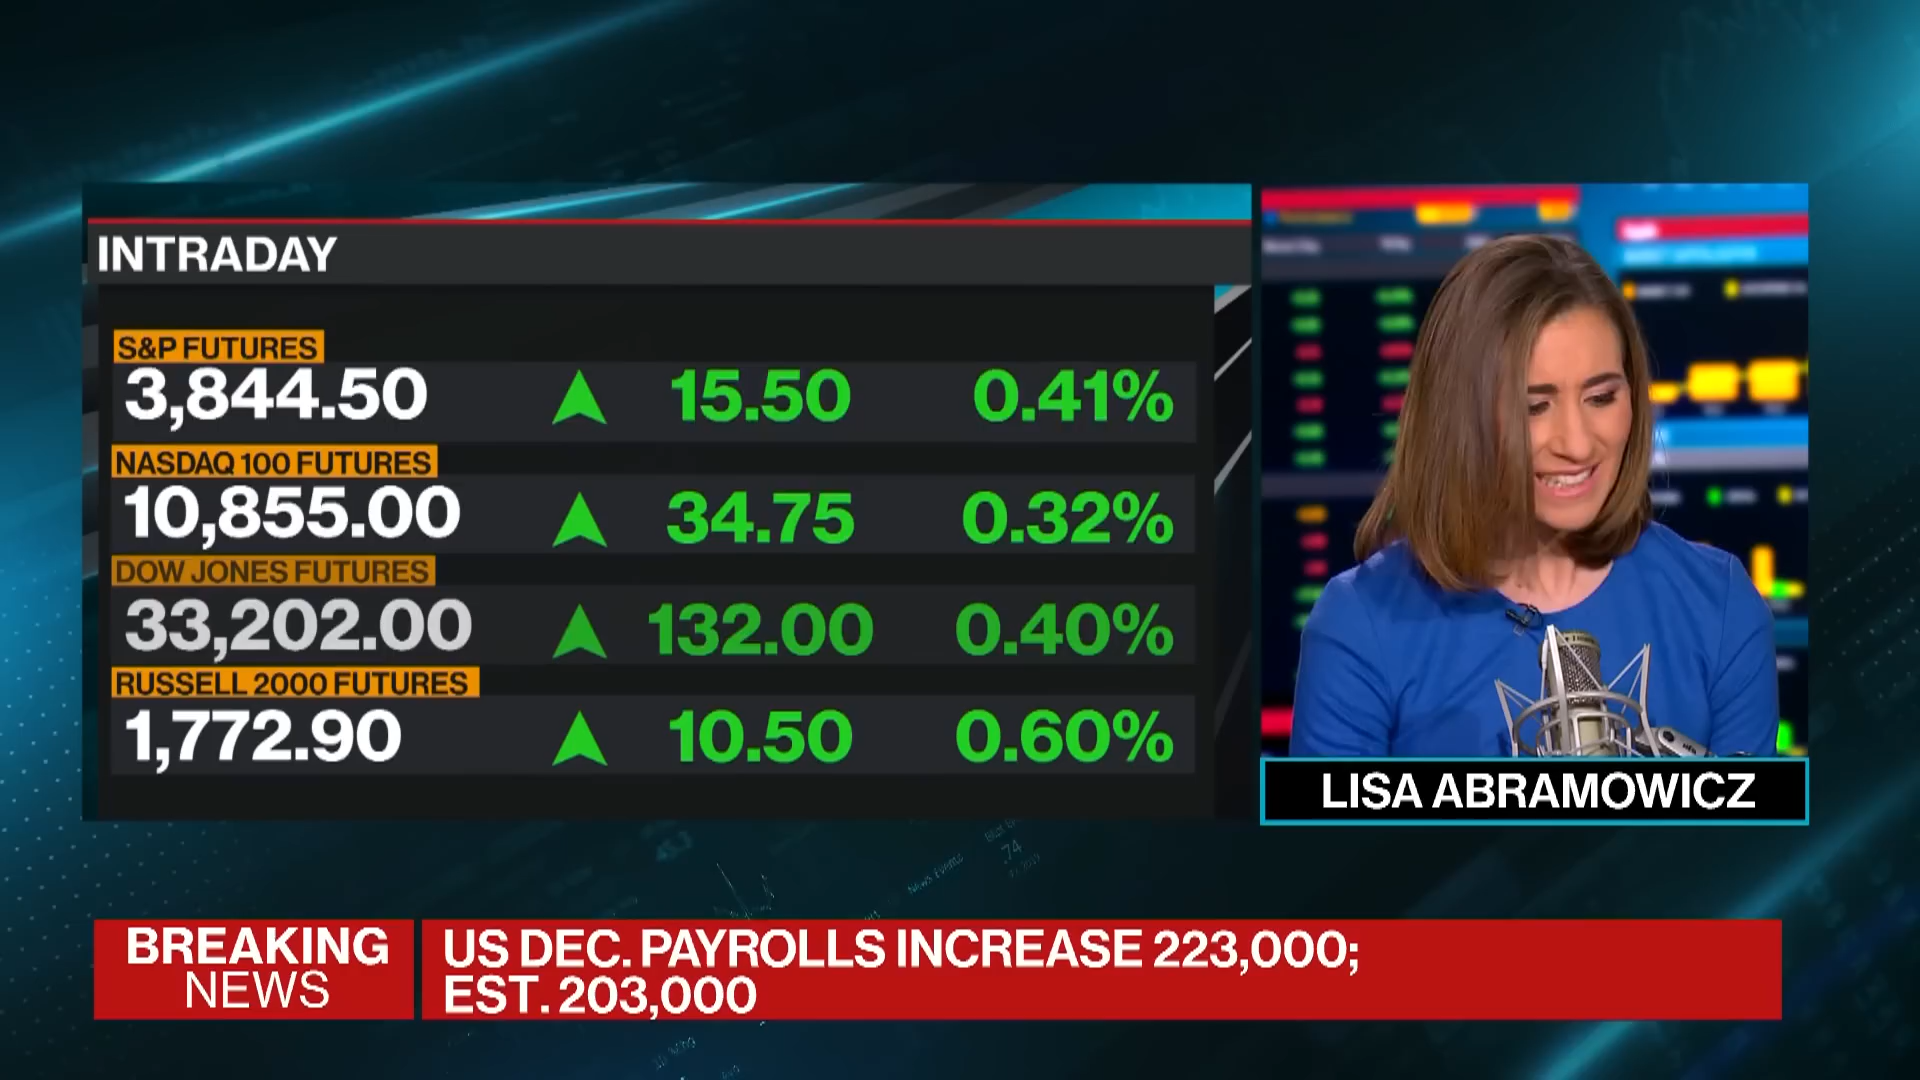 INTRADAY
S&P FUTURES
3,844.50 15.50 0.41%
NASDAQ 100 FUTURES
10,855.00 34.75 0.32%
DOW JONES FUTURES
33,202.00 132.00 0.40%
RUSSELL 2000 FUTURES
1,772.90 10.50 0.60%
LISA ABRAMOWICZ
.74
BREAKING
NEWS
US DEC. PAYROLLS INCREASE 223,000;
EST. 203,000